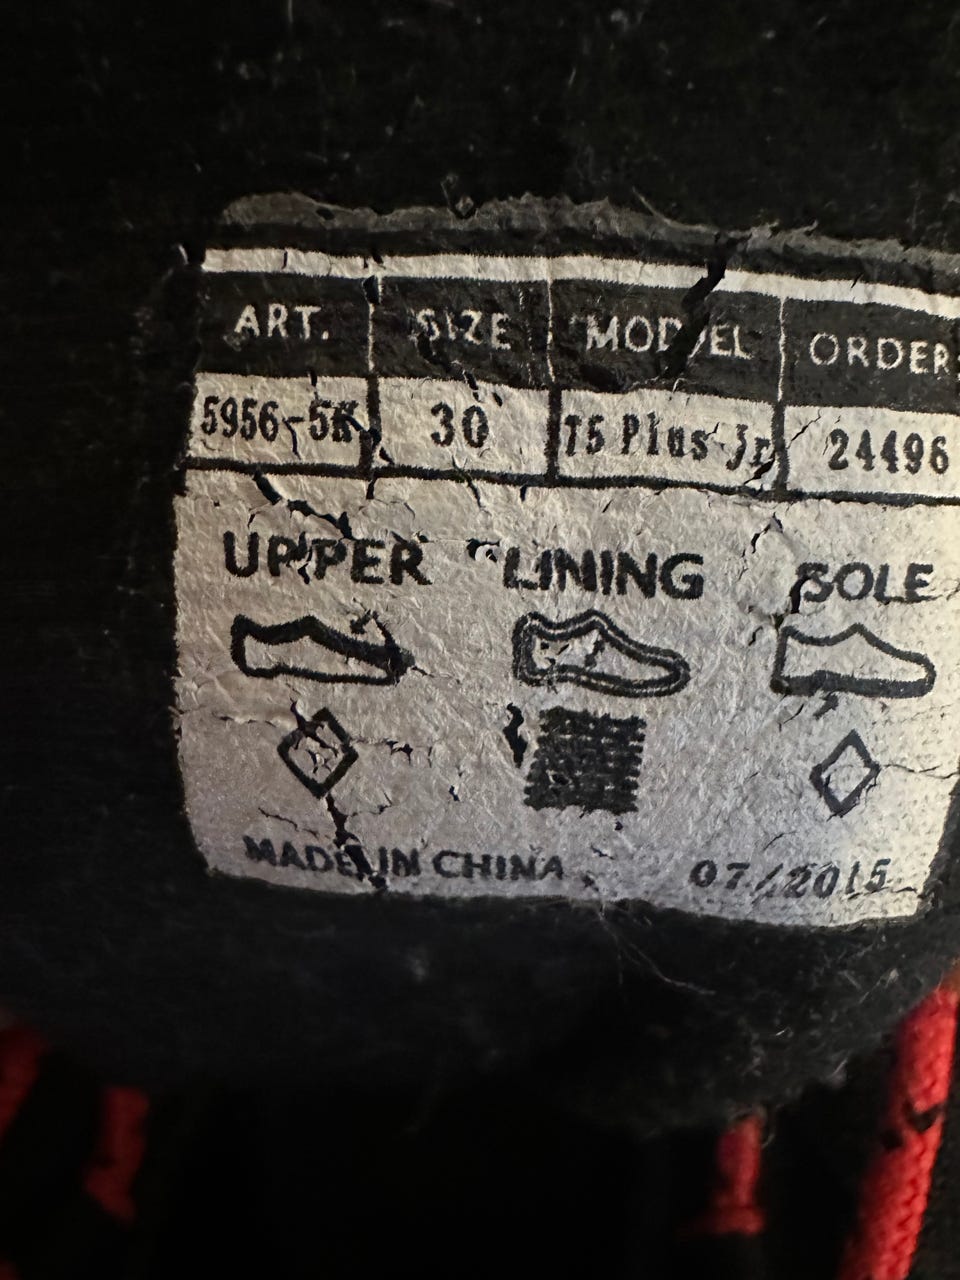 ART. SIZE MODEL ORDER:
5956-5K 30 T5 Plus Jr 24496
UPPER LINING SOLE
MADE IN CHINA 07/2015